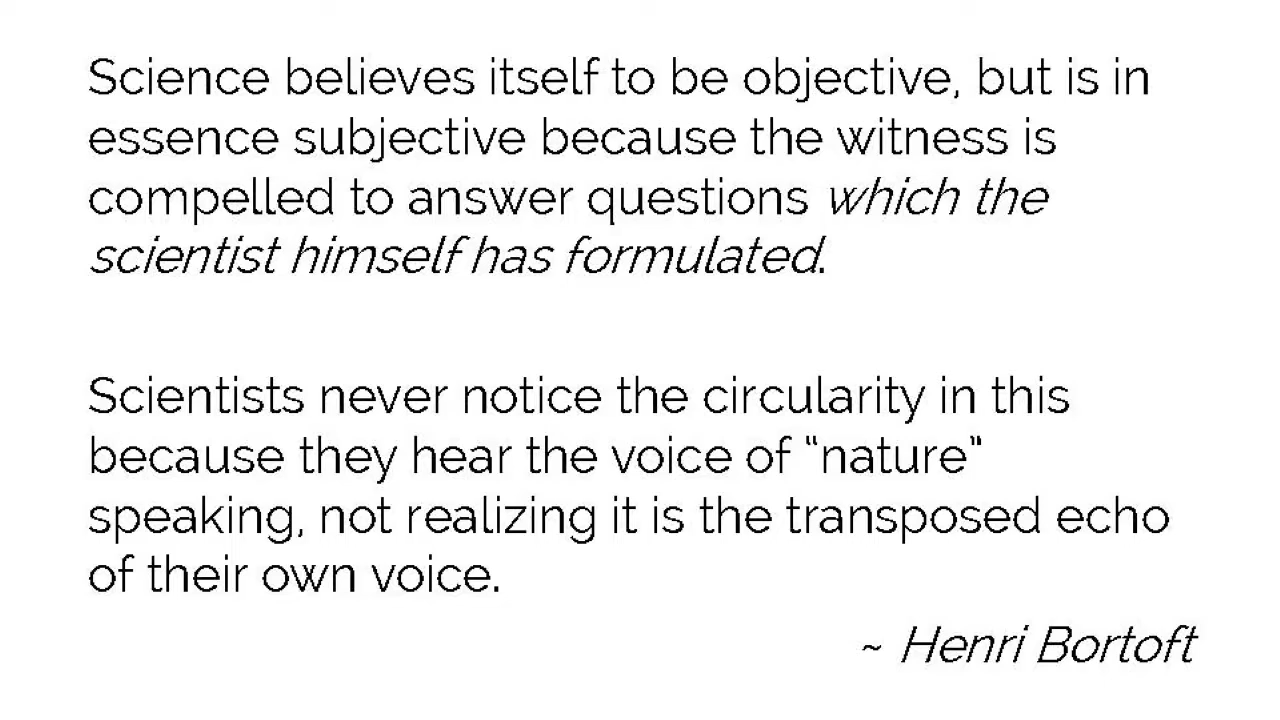 Science believes itself to be objective, but is in
essence subjective because the witness is
compelled to answer questions which the
scientist himself has formulated.
Scientists never notice the circularity in this
because they hear the voice of “nature”
speaking, not realizing it is the transposed echo
of their own voice.
~ Henri Bortoft